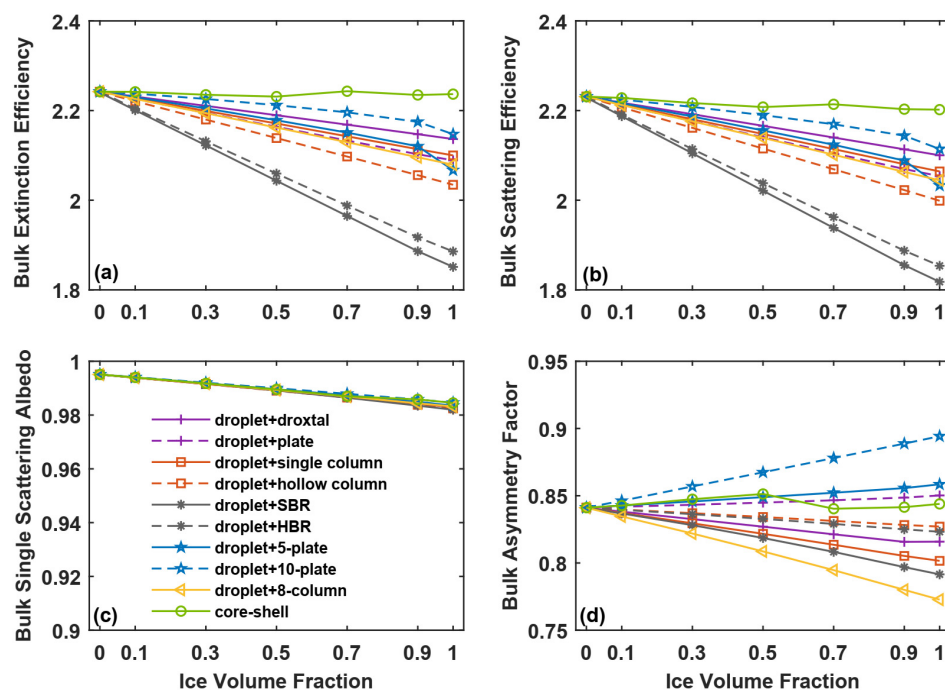 2.4
2.2
2
1.8
Bulk Extinction Efficiency
(a)
0 0.1 0.3 0.5 0.7 0.9 1
2.4
2.2
2
1.8
Bulk Scattering Efficiency
(b)
0 0.1 0.3 0.5 0.7 0.9 1
1
0.98
0.96
0.94
0.92
0.9
Bulk Single Scattering Albedo
droplet+droxtal
droplet+plate
droplet+single column
droplet+hollow column
droplet+SBR
droplet+HBR
droplet+5-plate
droplet+10-plate
droplet+8-column
core-shell
(c)
0 0.1 0.3 0.5 0.7 0.9 1
Ice Volume Fraction
0.95
0.9
0.85
0.8
0.75
Bulk Asymmetry Factor
(d)
0 0.1 0.3 0.5 0.7 0.9 1
Ice Volume Fraction